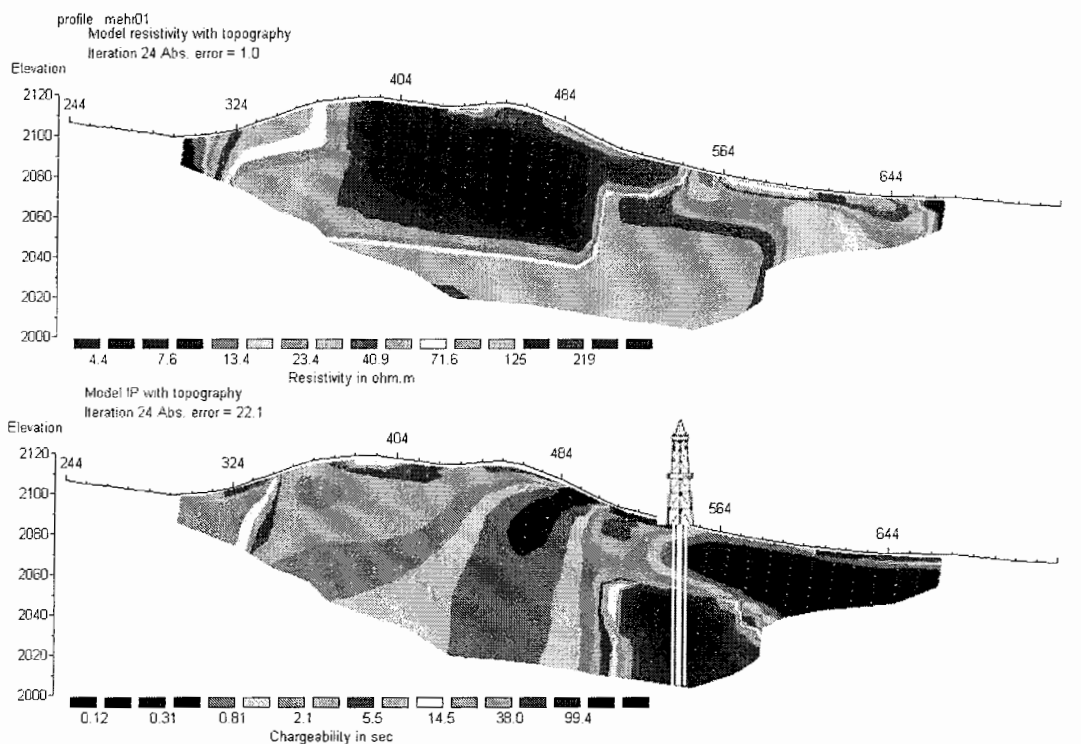 profile mehr01
Model resistivity with topography
Iteration 24 Abs. error = 1.0
Elevation
2120
2100
2080
2060
2040
2020
2000
244
324
404
484
564
644
4.4 7.6 13.4 23.4 40.9 71.6 125 219
Resistivity in ohm.m
Model IP with topography
Iteration 24 Abs. error = 22.1
Elevation
2120
2100
2080
2060
2040
2020
2000
244
324
404
484
564
644
0.12 0.31 0.81 2.1 5.5 14.5 38.0 99.4
Chargeability in sec